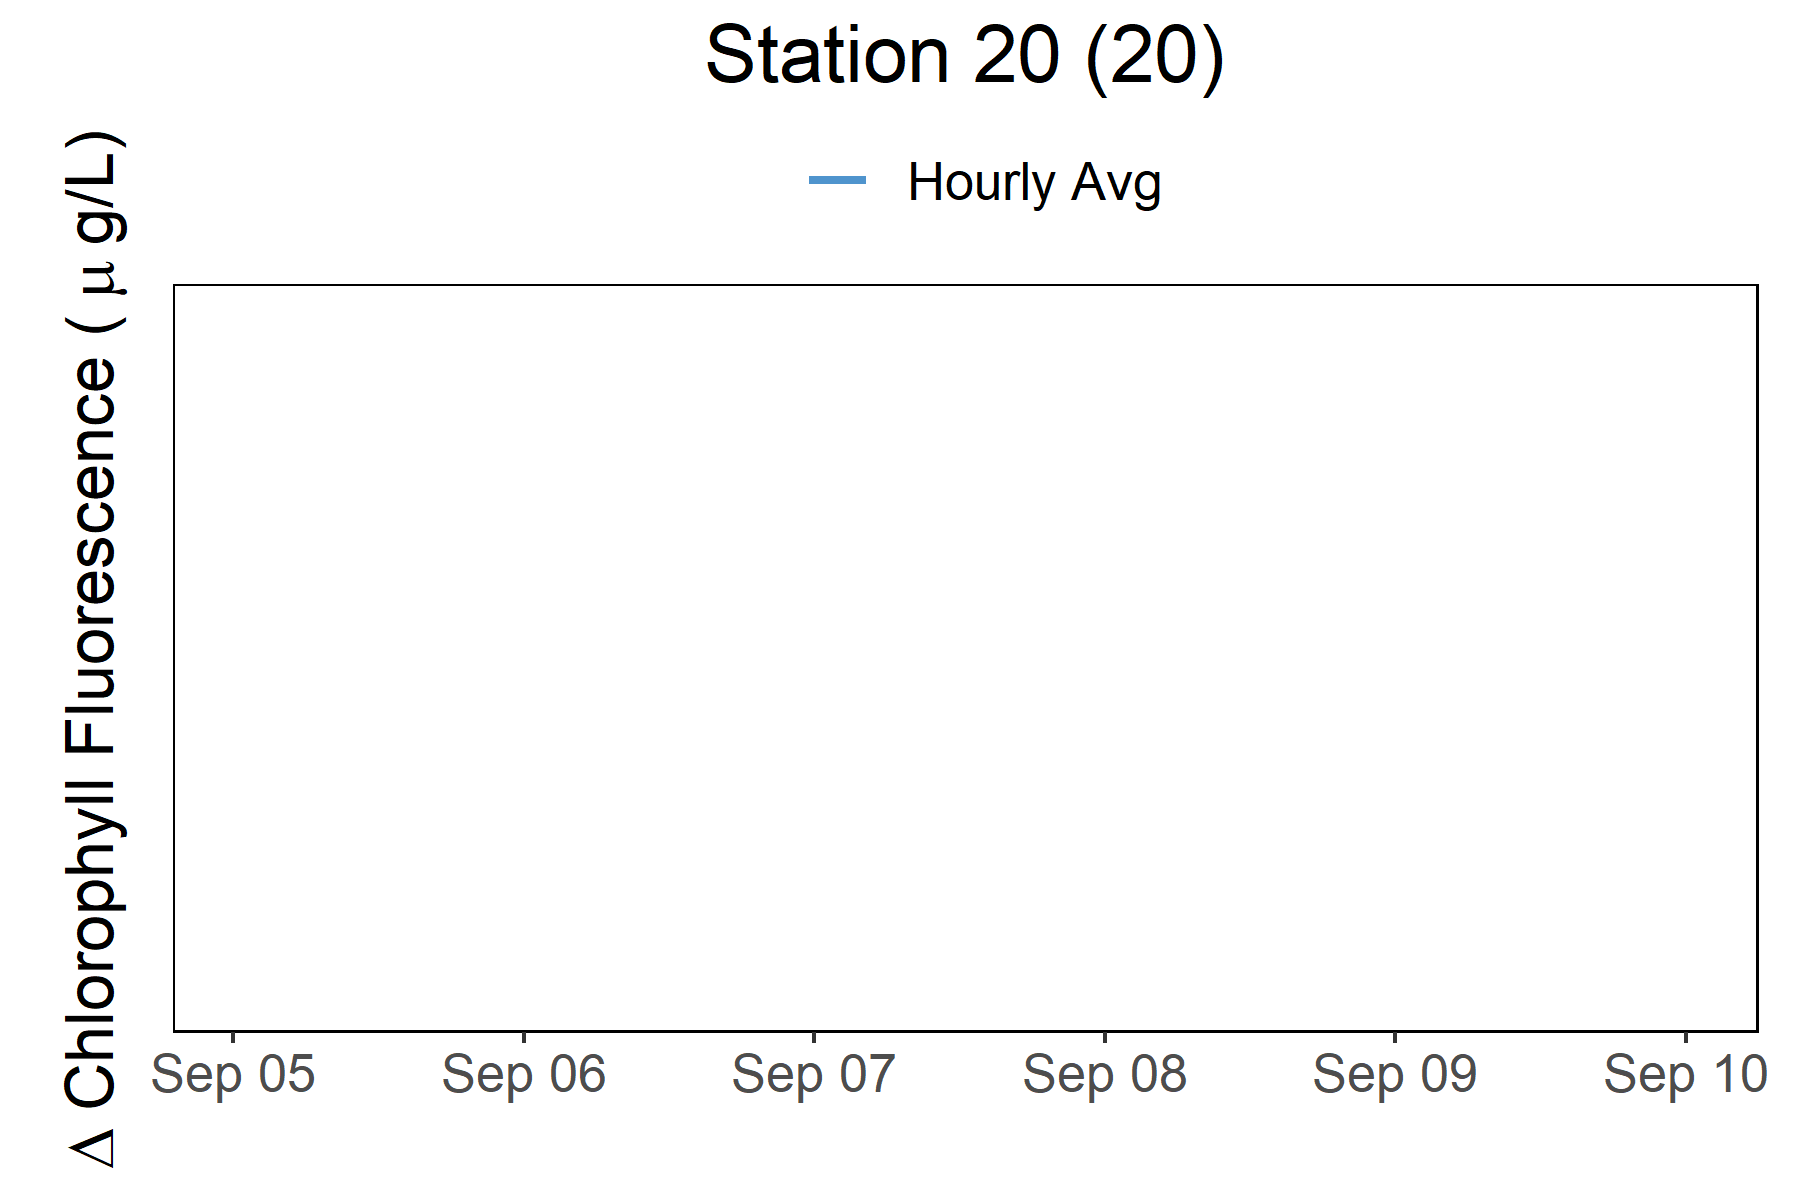 Station 20 (20)
Hourly Avg
Δ Chlorophyll Fluorescence ( μ g/L)
Sep 05 Sep 06 Sep 07 Sep 08 Sep 09 Sep 10